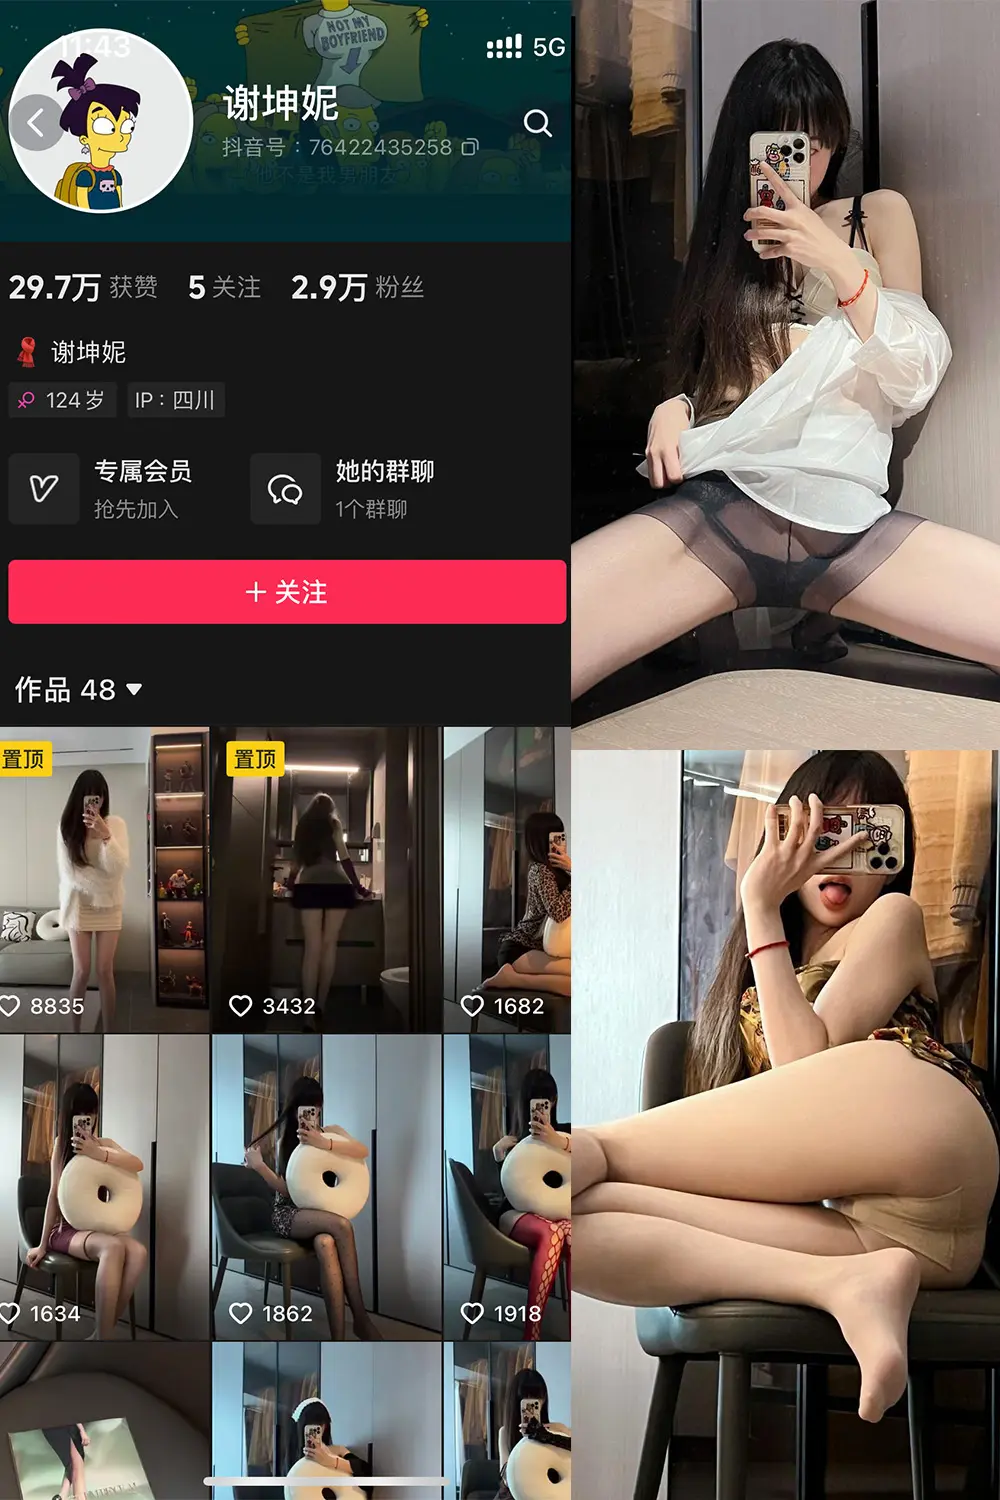 11:43
5G
NOT MY
BOYFRIEND
谢坤妮
抖音号：76422435258
他不是我男朋友
29.7万 获赞 5 关注 2.9万 粉丝
谢坤妮
124岁 IP：四川
专属会员
抢先加入
她的群聊
1个群聊
+ 关注
作品 48
置顶
置顶
8835
3432
1682
1634
1862
1918